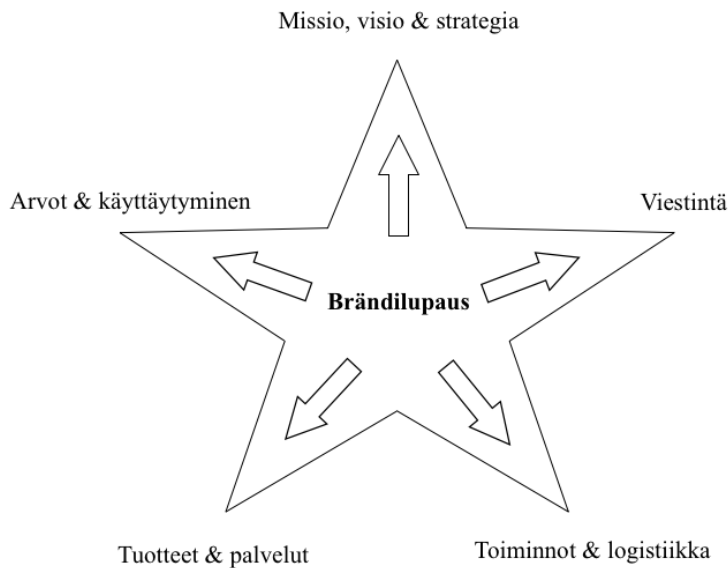 Missio, visio & strategia
Arvot & käyttäytyminen
Viestintä
Brändilupaus
Tuotteet & palvelut
Toiminnot & logistiikka